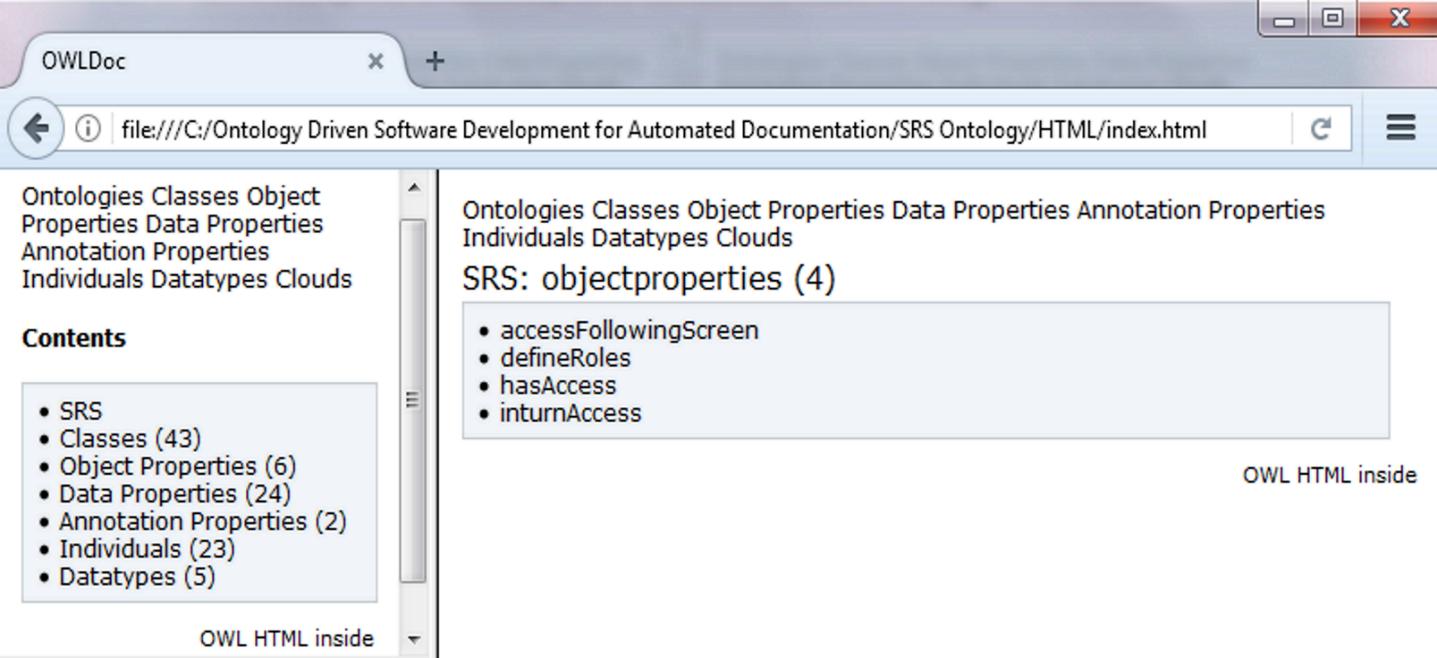 OWLDoc
file:///C:/Ontology Driven Software Development for Automated Documentation/SRS Ontology/HTML/index.html
Ontologies Classes Object
Properties Data Properties
Annotation Properties
Individuals Datatypes Clouds
Contents
• SRS
• Classes (43)
• Object Properties (6)
• Data Properties (24)
• Annotation Properties (2)
• Individuals (23)
• Datatypes (5)
OWL HTML inside
Ontologies Classes Object Properties Data Properties Annotation Properties
Individuals Datatypes Clouds
SRS: objectproperties (4)
• accessFollowingScreen
• defineRoles
• hasAccess
• inturnAccess
OWL HTML inside